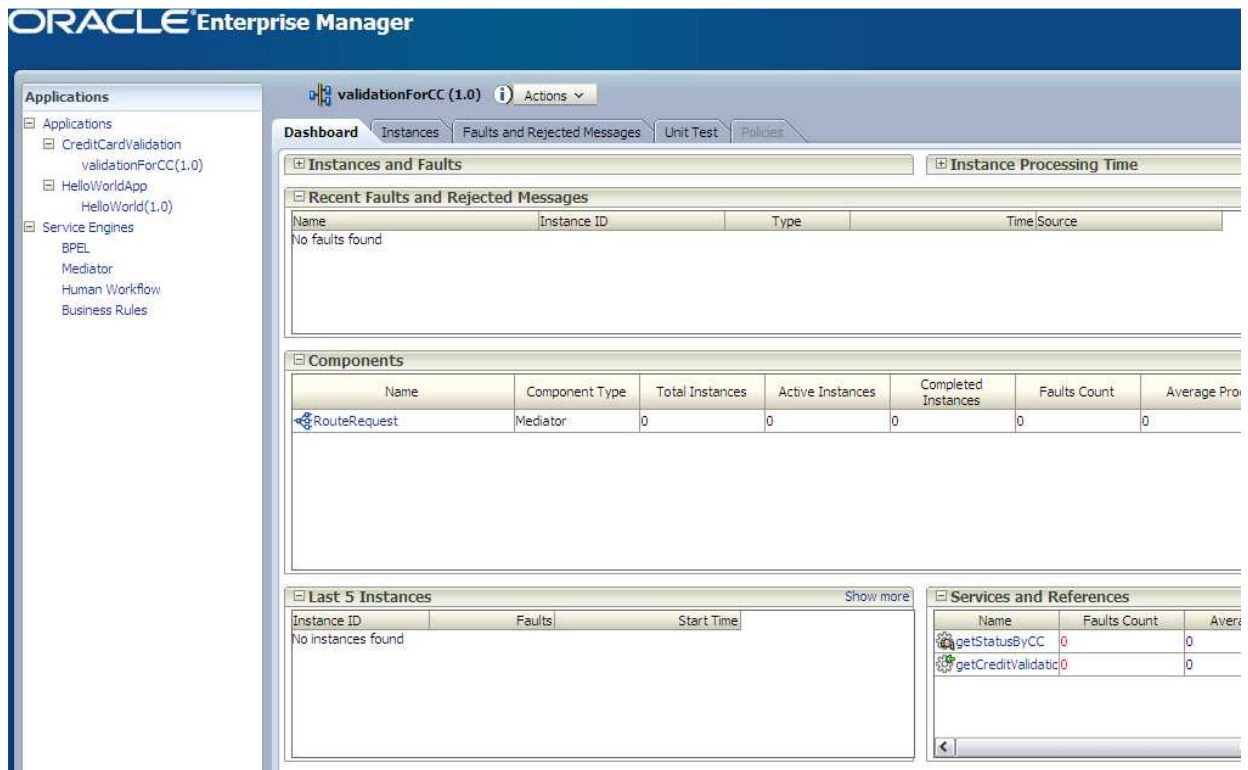 ORACLE Enterprise Manager
Applications
Applications
CreditCardValidation
validationForCC(1.0)
HelloWorldApp
HelloWorld(1.0)
Service Engines
BPEL
Mediator
Human Workflow
Business Rules
validationForCC (1.0) i Actions
Dashboard Instances Faults and Rejected Messages Unit Test Policies
Instances and Faults Instance Processing Time
Recent Faults and Rejected Messages
Name Instance ID Type Time Source
No faults found
Components
Name Component Type Total Instances Active Instances Completed Instances Faults Count Average Proc
RouteRequest Mediator 0 0 0 0 0
Last 5 Instances Show more
Instance ID Faults Start Time
No instances found
Services and References
Name Faults Count Avera
getStatusByCC 0 0
getCreditValidatic 0 0